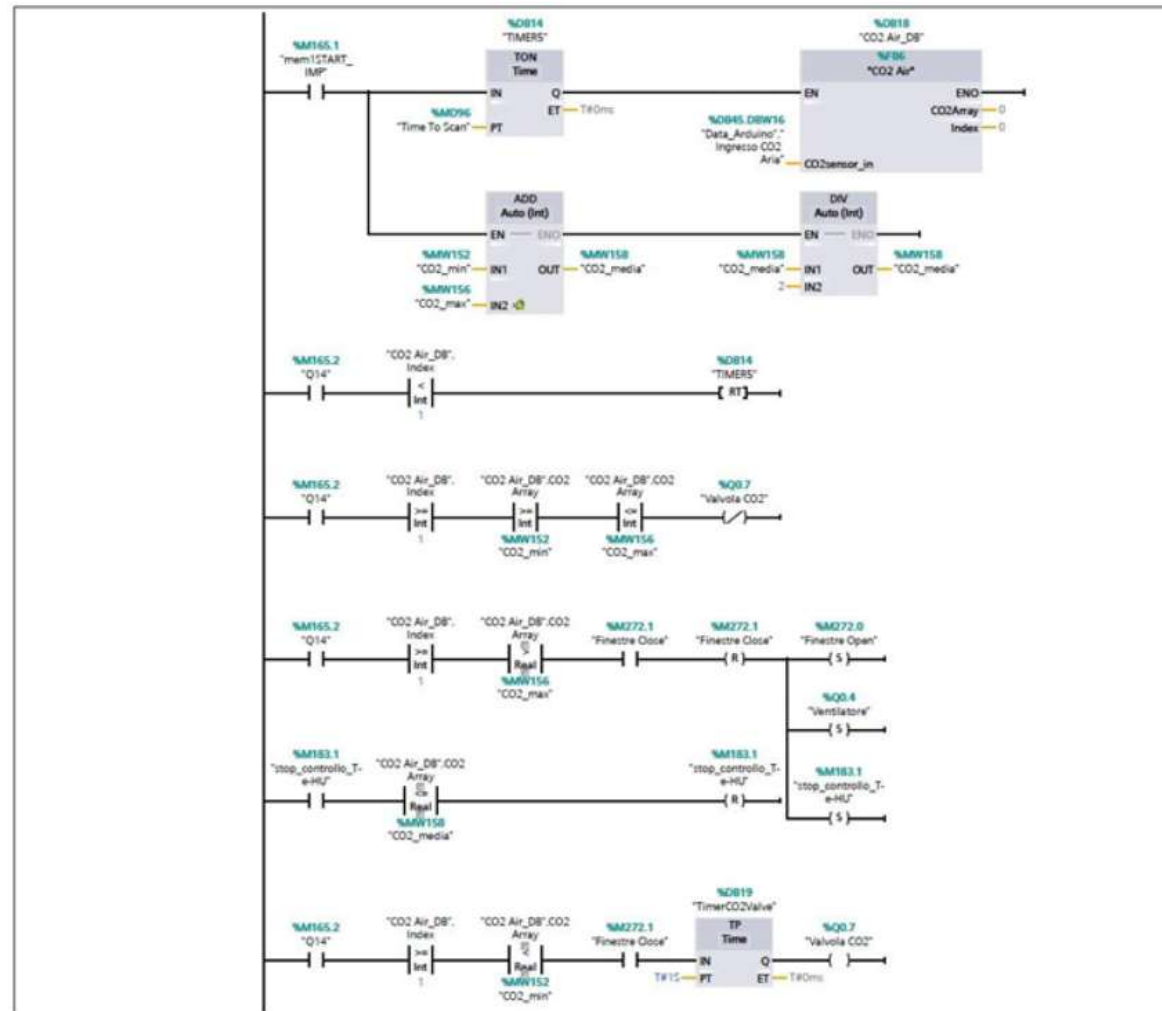 %DB14
"TIMERS"
%DB18
"CO2 Air_DB"
%M165.1
"mem1START_
IMP"
TON
Time
%FB6
"CO2 Air"
IN Q
EN ENO
ET T#0ms
CO2Array 0
%MD96
"Time To Scan" PT
Index 0
%DB45.DBW16
"Data_Arduino"."
Ingresso CO2
Aria" CO2sensor_in
ADD
Auto (Int)
DIV
Auto (Int)
EN ENO
EN ENO
%MW152
"CO2_min" IN1
OUT %MW158
"CO2_media"
%MW158
"CO2_media" IN1
OUT %MW158
"CO2_media"
%MW156
"CO2_max" IN2
2 IN2
%M165.2
"Q14"
"CO2 Air_DB".
Index
<
Int
1
%DB14
"TIMERS"
RT
%M165.2
"Q14"
"CO2 Air_DB".
Index
>=
Int
1
"CO2 Air_DB".CO2
Array
>=
Int
%MW152
"CO2_min"
"CO2 Air_DB".CO2
Array
<=
Int
%MW156
"CO2_max"
%Q0.7
"Valvola CO2"
%M165.2
"Q14"
"CO2 Air_DB".
Index
>=
Int
1
"CO2 Air_DB".CO2
Array
Real
%MW156
"CO2_max"
%M272.1
"Finestre Close"
%M272.1
"Finestre Close"
R
%M272.0
"Finestre Open"
S
%Q0.4
"Ventilatore"
S
%M183.1
"stop_controllo_T-
e-HU"
S
%M183.1
"stop_controllo_T-
e-HU"
"CO2 Air_DB".CO2
Array
Real
%MW158
"CO2_media"
%M183.1
"stop_controllo_T-
e-HU"
R
%M165.2
"Q14"
"CO2 Air_DB".
Index
>=
Int
1
"CO2 Air_DB".CO2
Array
Real
%MW152
"CO2_min"
%M272.1
"Finestre Close"
%DB19
"TimerCO2Valve"
TP
Time
IN Q
T#1S PT
ET T#0ms
%Q0.7
"Valvola CO2"